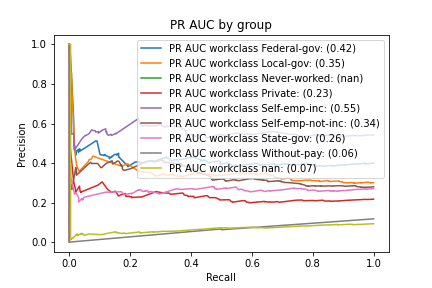 PR AUC by group
PR AUC workclass Federal-gov: (0.42)
PR AUC workclass Local-gov: (0.35)
PR AUC workclass Never-worked: (nan)
PR AUC workclass Private: (0.23)
PR AUC workclass Self-emp-inc: (0.55)
PR AUC workclass Self-emp-not-inc: (0.34)
PR AUC workclass State-gov: (0.26)
PR AUC workclass Without-pay: (0.06)
PR AUC workclass nan: (0.07)
Precision
1.0
0.8
0.6
0.4
0.2
0.0
0.0 0.2 0.4 0.6 0.8 1.0
Recall